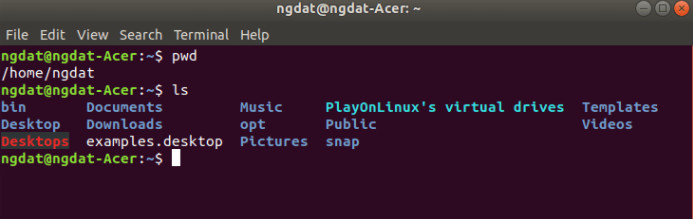 ngdat@ngdat-Acer: ~
File Edit View Search Terminal Help
ngdat@ngdat-Acer:~$ pwd
/home/ngdat
ngdat@ngdat-Acer:~$ ls
bin Documents Music PlayOnLinux's virtual drives Templates
Desktop Downloads opt Public Videos
Desktops examples.desktop Pictures snap
ngdat@ngdat-Acer:~$